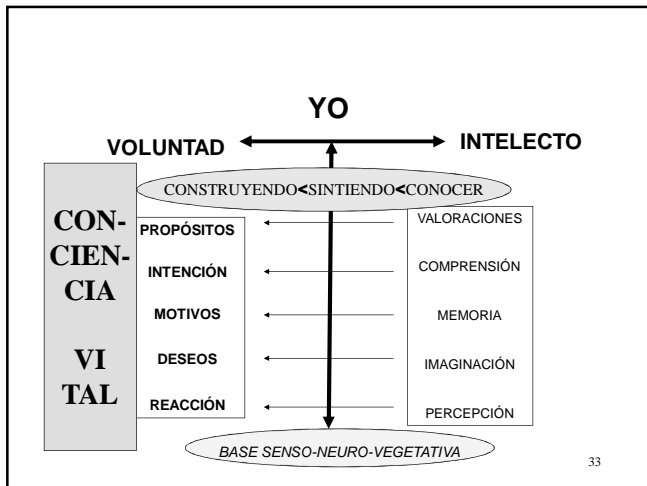 YO
VOLUNTAD
INTELECTO
CONSTRUYENDO<SINTIENDO<CONOCER
CON-
CIEN-
CIA
VI
TAL
PROPÓSITOS
INTENCIÓN
MOTIVOS
DESEOS
REACCIÓN
VALORACIONES
COMPRENSIÓN
MEMORIA
IMAGINACIÓN
PERCEPCIÓN
BASE SENSO-NEURO-VEGETATIVA
33